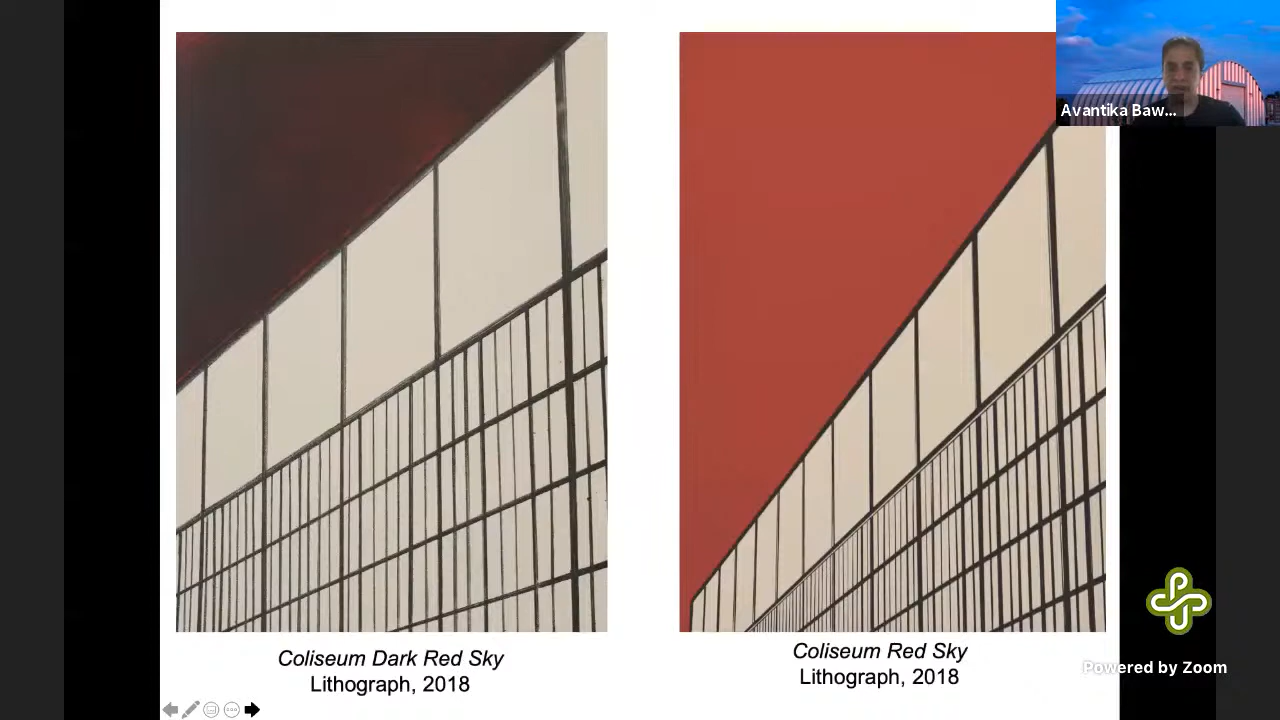 Avantika Baw...
Coliseum Dark Red Sky
Lithograph, 2018
Coliseum Red Sky
Lithograph, 2018
Powered by Zoom